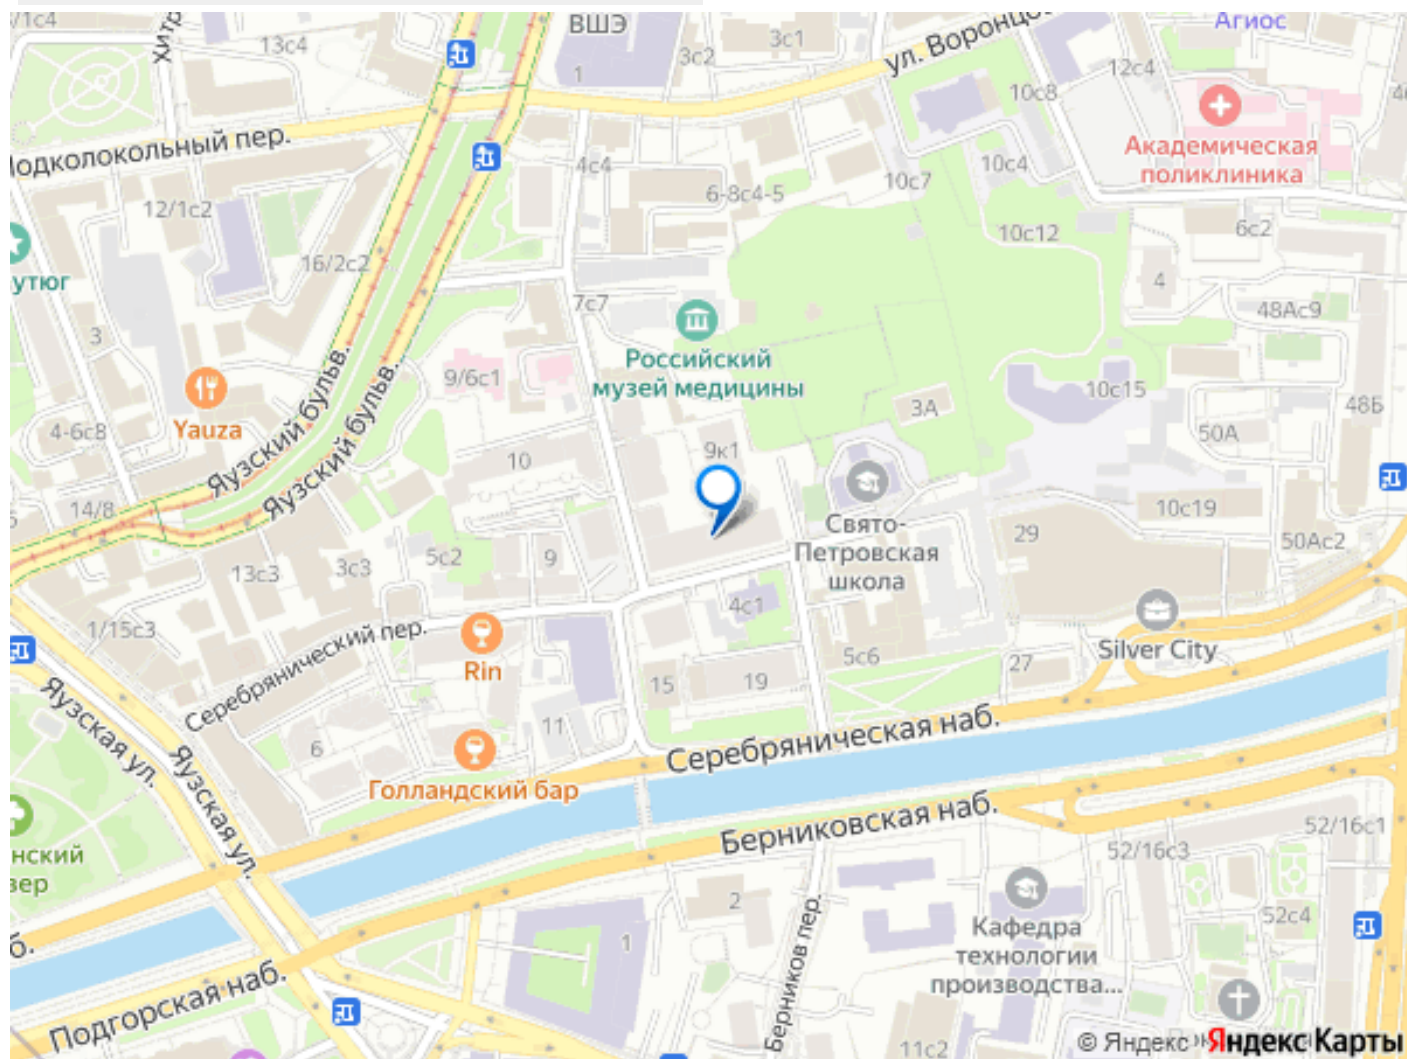 /1с4
13с4
ВШЭ
3с1
3с2
1
ул. Воронцо
Агиос
12с4
10с8
Академическая
поликлиника
Подколокольный пер.
4с4
10с4
10с7
6-8с4-5
12/1с2
10с12
6с2
16/2с2
утюг
4
7с7
48Ас9
3
Российский
музей медицины
9/6с1
10с15
3А
48Б
4-6с8
Yauza
Яузский бульв.
Яузский бульв.
50А
9к1
10
14/8
10с19
Свято-
Петровская
школа
29
50Ас2
5с2
9
3с3
13с3
4с1
1/15с3
Серебрянический пер.
Rin
Silver City
5с6
27
15
19
Яузская ул.
Яузская ул.
11
6
Серебряническая наб.
Голландский бар
Берниковская наб.
52/16с1
52/16с3
нский
зер
2
Кафедра
технологии
производства...
52с4
Берников пер.
1
б.
Подгорская наб.
11с2
© Яндекс
Яндекс Карты